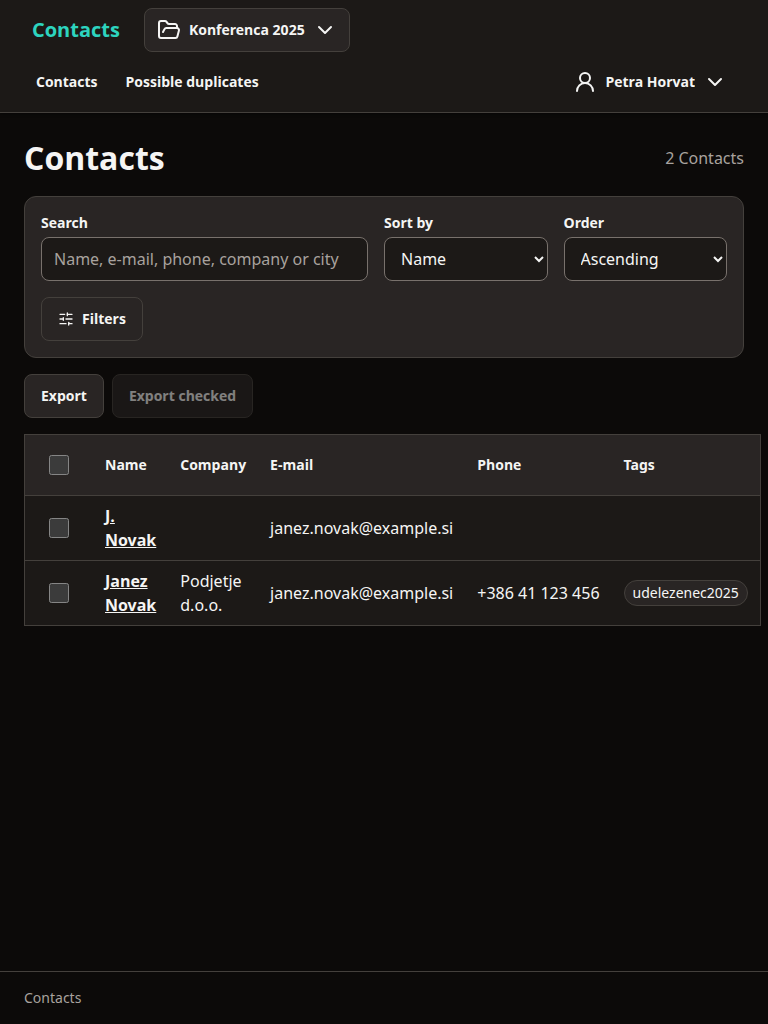 Contacts
Konferenca 2025
Contacts
Possible duplicates
Petra Horvat
Contacts
2 Contacts
Search
Sort by
Order
Name, e-mail, phone, company or city
Name
Ascending
Filters
Export
Export checked
Name
Company
E-mail
Phone
Tags
J.
Novak
janez.novak@example.si
Janez
Novak
Podjetje
d.o.o.
janez.novak@example.si
+386 41 123 456
udelezenec2025
Contacts